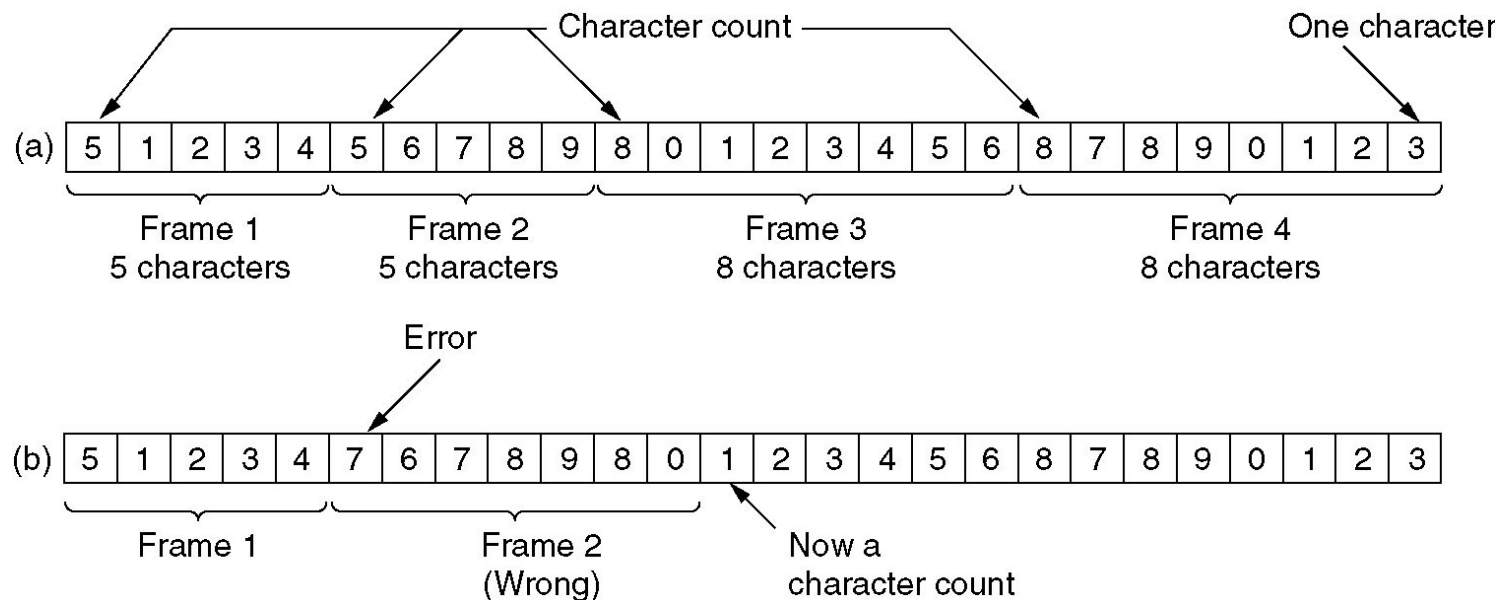 Character count One character
(a) 5 1 2 3 4 5 6 7 8 9 8 0 1 2 3 4 5 6 8 7 8 9 0 1 2 3
Frame 1 Frame 2 Frame 3 Frame 4
5 characters 5 characters 8 characters 8 characters
Error
(b) 5 1 2 3 4 7 6 7 8 9 8 0 1 2 3 4 5 6 8 7 8 9 0 1 2 3
Frame 1 Frame 2 Now a
(Wrong) character count